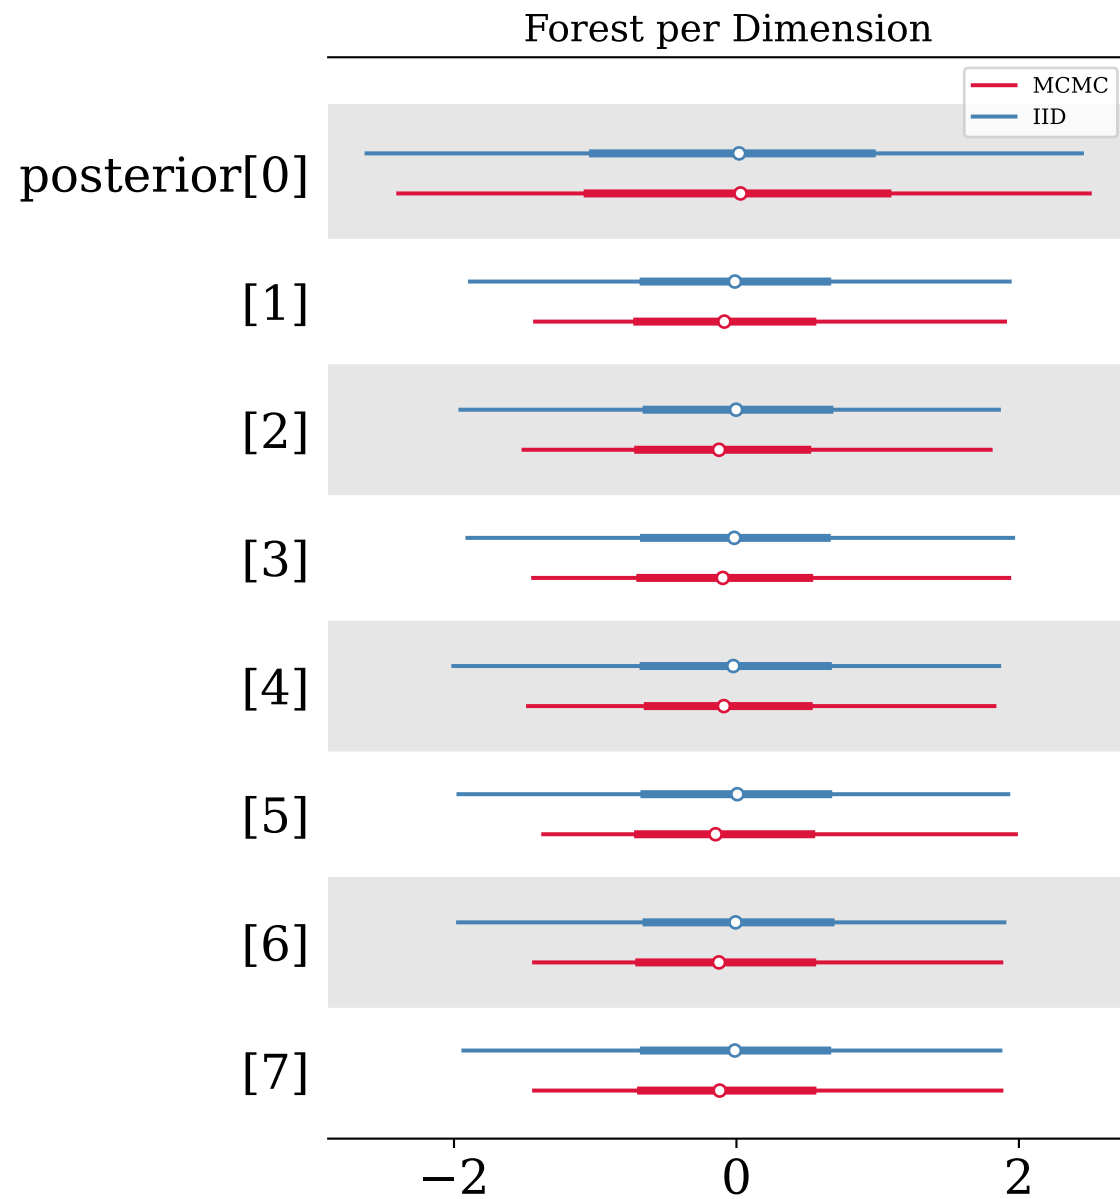 Forest per Dimension
MCMC
IID
posterior[0]
[1]
[2]
[3]
[4]
[5]
[6]
[7]
−2 0 2